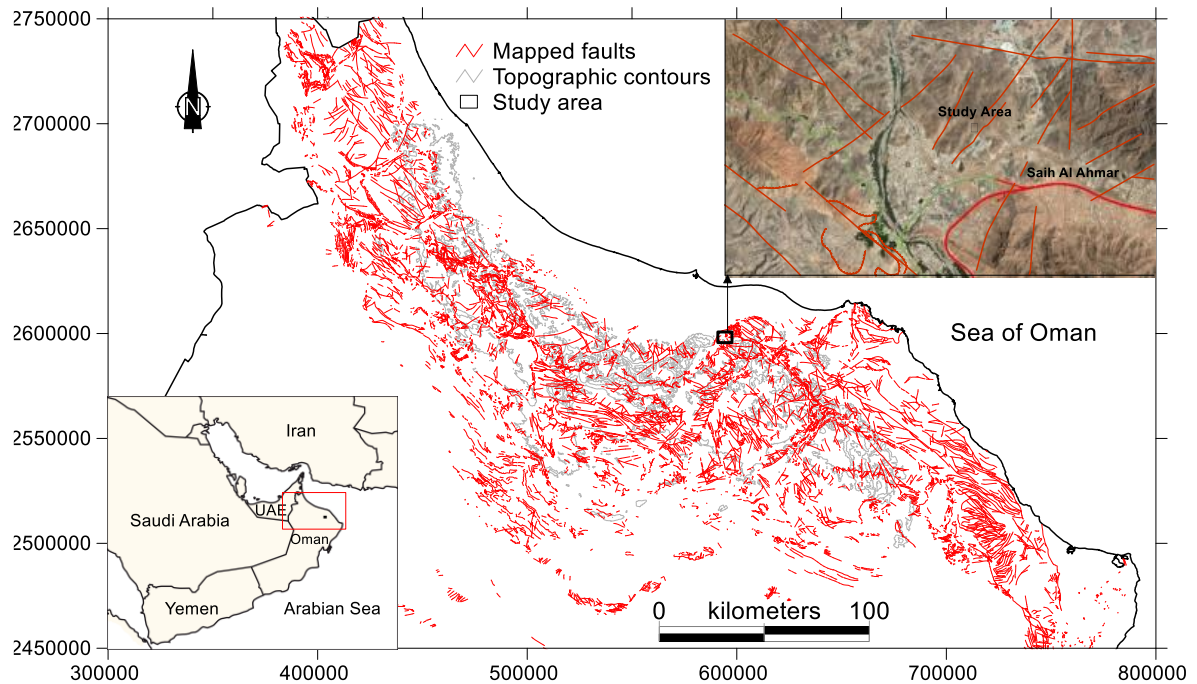 2750000
2700000
2650000
2600000
2550000
2500000
2450000
N
Mapped faults
Topographic contours
Study area
Study Area
Saih Al Ahmar
Sea of Oman
Iran
Saudi Arabia
UAE
Oman
Yemen
Arabian Sea
0 kilometers 100
300000 400000 500000 600000 700000 800000